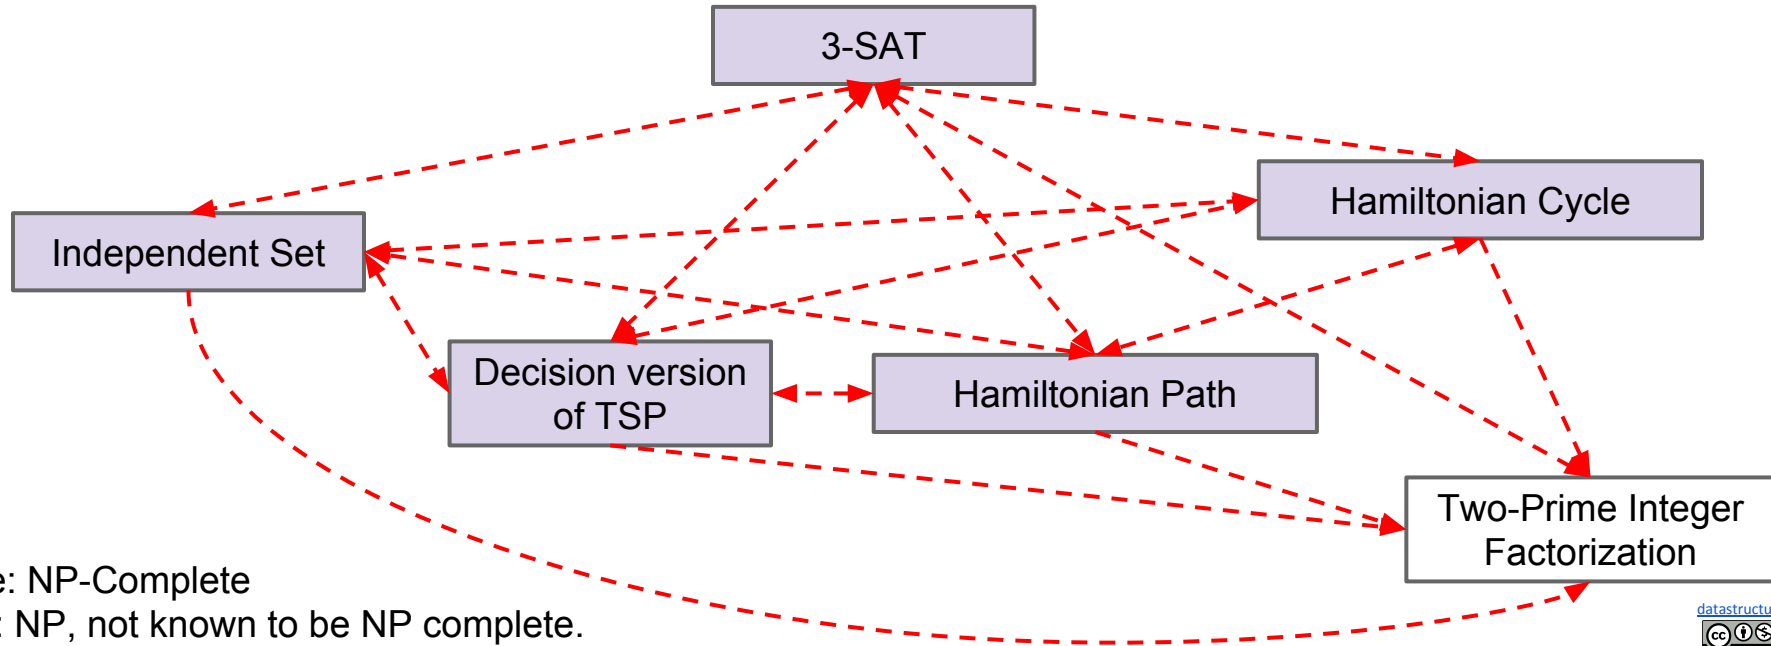 3-SAT
Hamiltonian Cycle
Independent Set
Decision version
of TSP
Hamiltonian Path
Two-Prime Integer
Factorization
e: NP-Complete
: NP, not known to be NP complete.
datastructu
cc